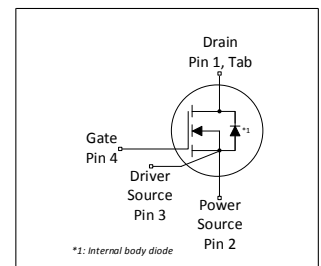 Drain
Pin 1, Tab
*1
Gate
Pin 4
Driver
Source
Pin 3
Power
Source
Pin 2
*1: Internal body diode